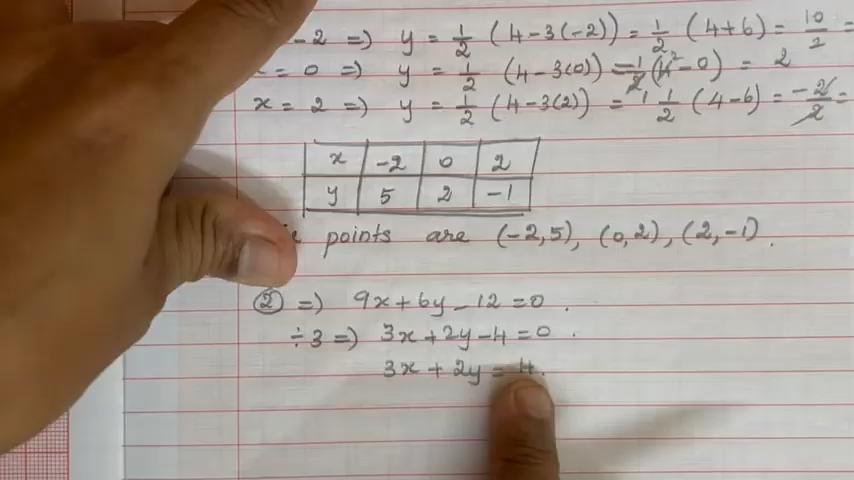 -2 => y = 1/2 (4-3(-2)) = 1/2 (4+6) = 10/2 =
= 0 => y = 1/2 (4-3(0)) = 1/2 (4-0) = 2
x = 2 => y = 1/2 (4-3(2)) = 1/2 (4-6) = -2/2 =
x -2 0 2
y 5 2 -1
points are (-2,5), (0,2), (2,-1).
② => 9x+6y-12=0.
÷3 => 3x+2y-4=0.
3x+2y=4.